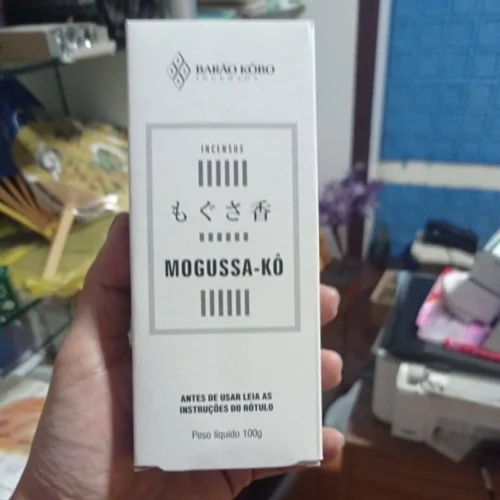 BARÃO KÔBO
INCENSOS
INCENSOS
もぐさ香
MOGUSSA-KÔ
ANTES DE USAR LEIA AS
INSTRUÇÕES DO RÓTULO
Peso líquido 100g